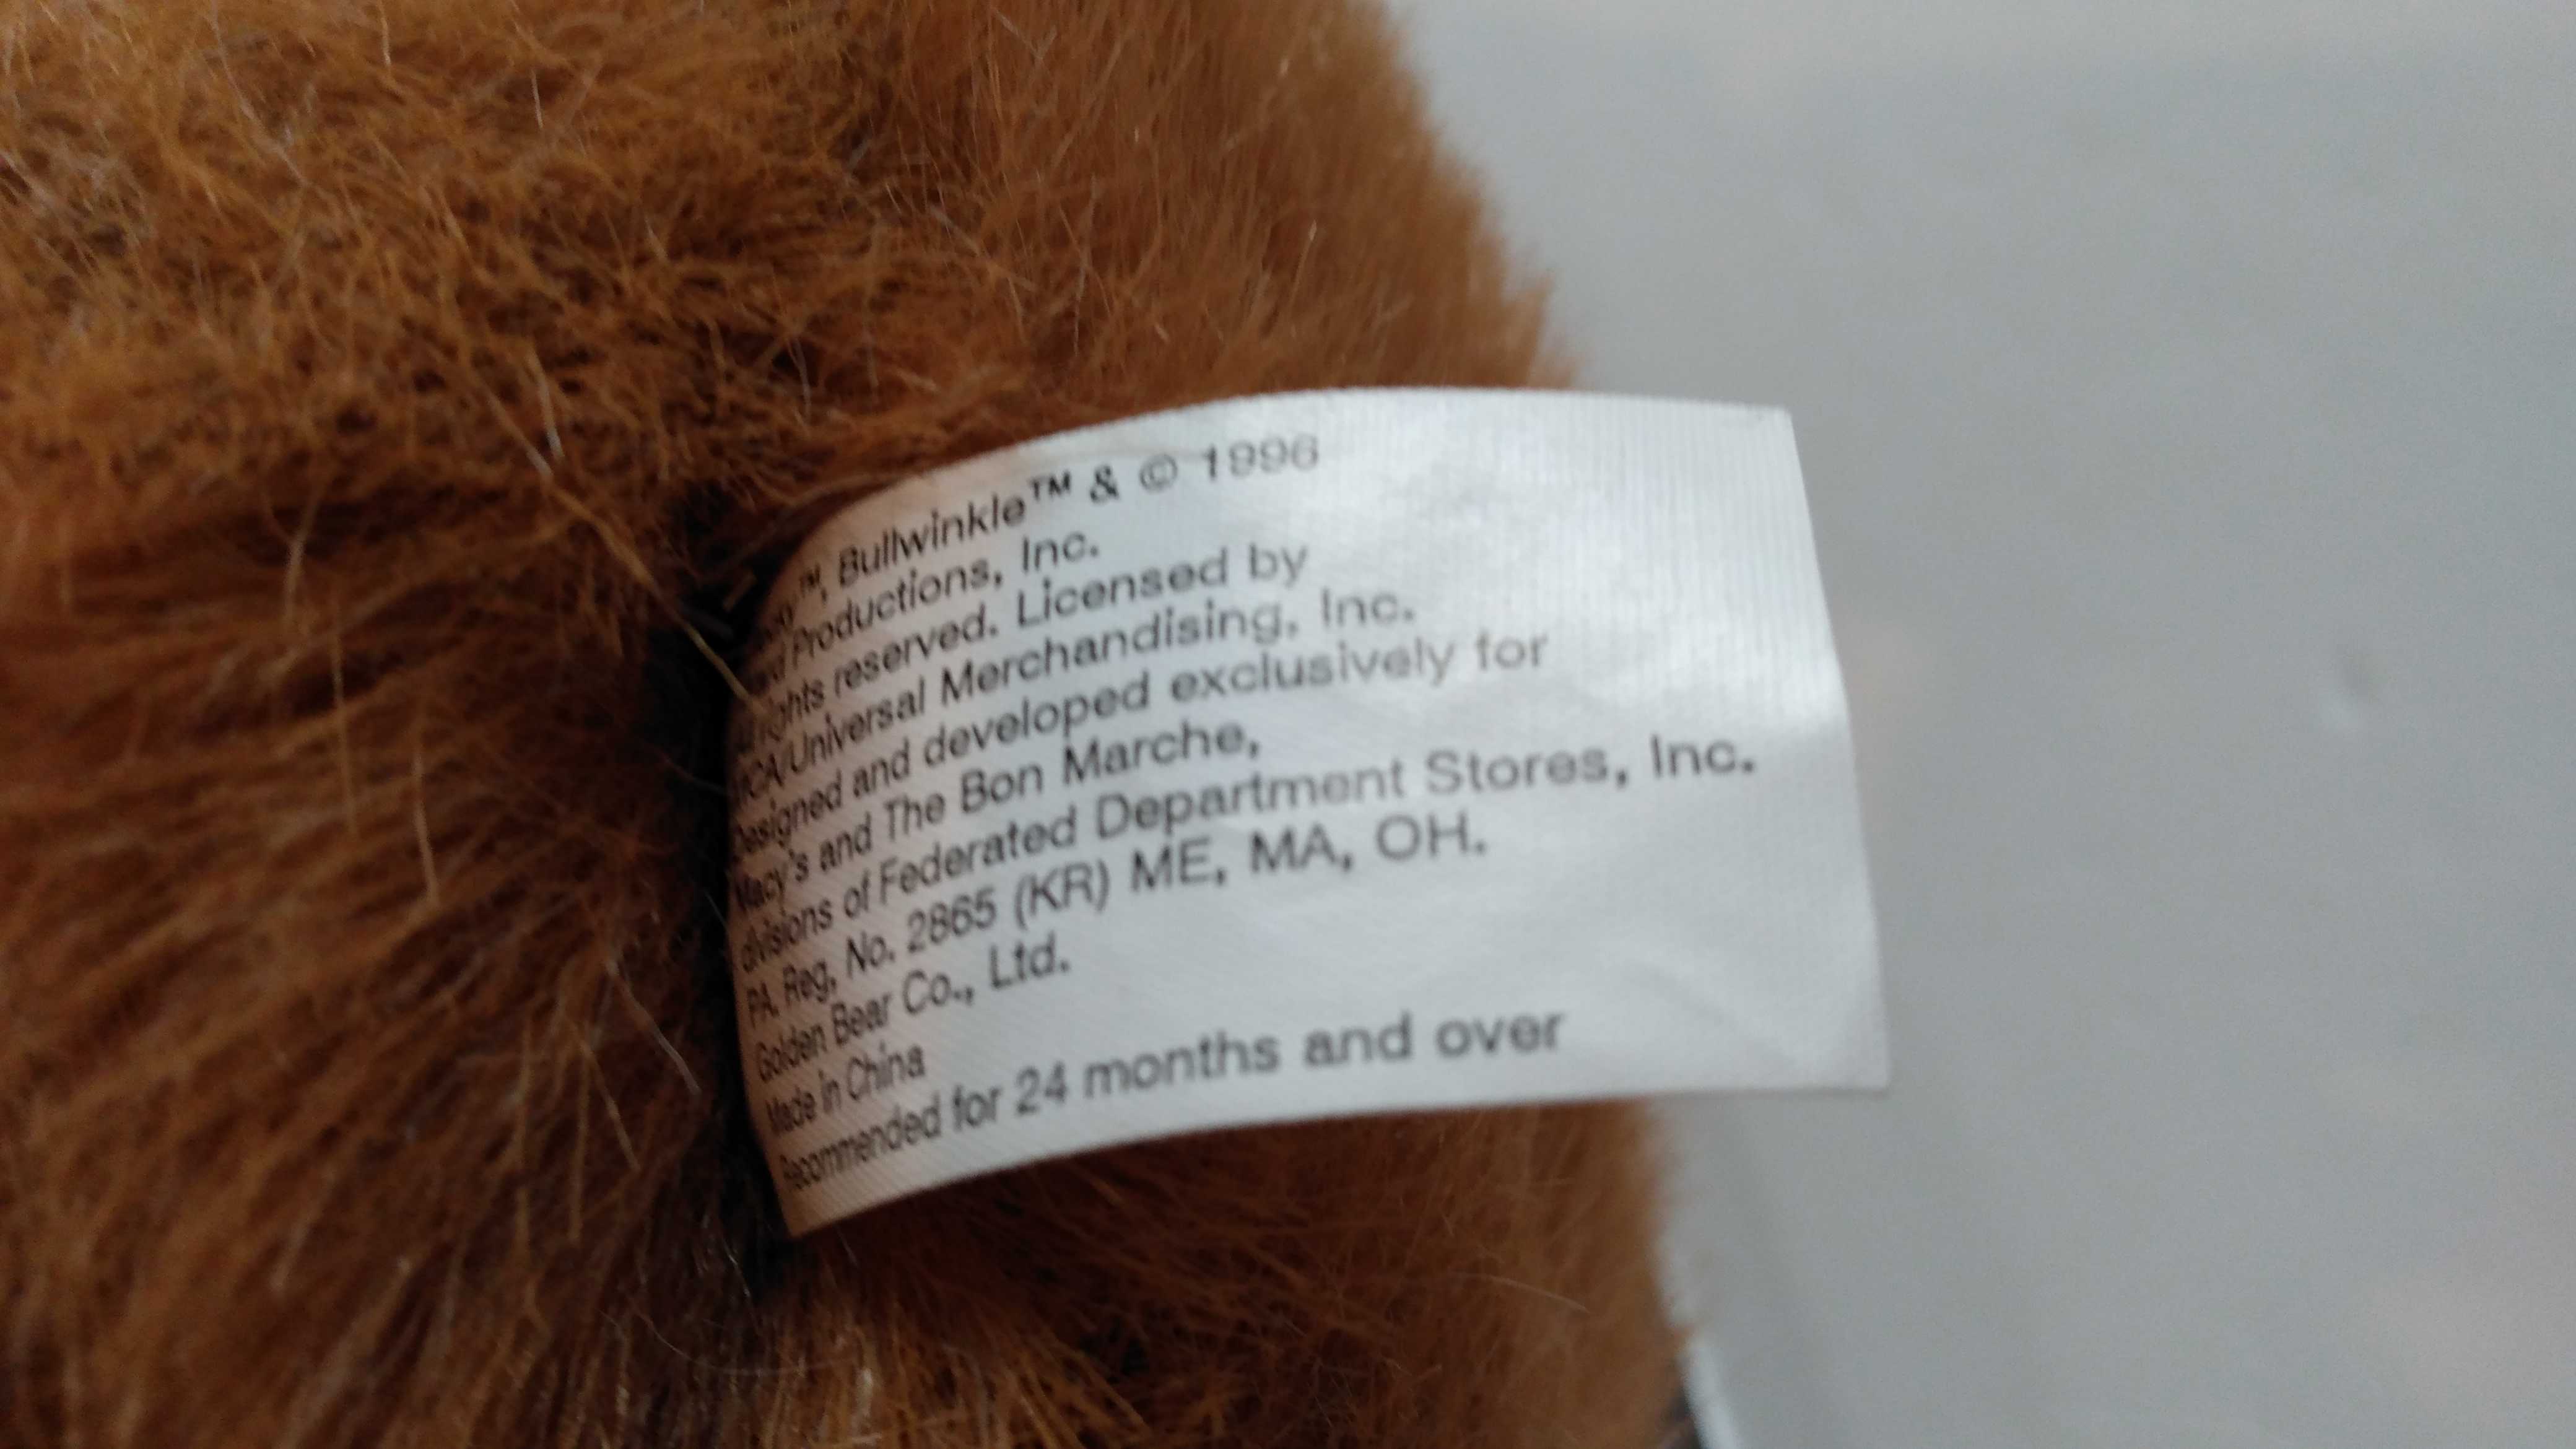 ™, Bullwinkle™ & © 1996
Productions, Inc.
rights reserved. Licensed by
MCA/Universal Merchandising, Inc.
Designed and developed exclusively for
Macy's and The Bon Marche,
divisions of Federated Department Stores, Inc.
PA. Reg. No. 2865 (KR) ME, MA, OH.
Golden Bear Co., Ltd.
Made in China
Recommended for 24 months and over